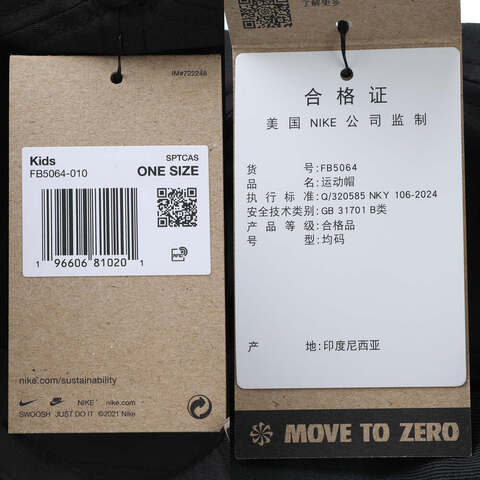 IM#722248
Kids
FB5064-010
SPTCAS
ONE SIZE
RFID
1 96606 81020 1
nike.com/sustainability
NIKE nike.com
SWOOSH JUST DO IT ©2021 Nike
了解更多
合格证
美国 NIKE 公司监制
货号:FB5064
品名:运动帽
执行标准:Q/320585 NKY 106-2024
安全技术类别:GB 31701 B类
产品等级:合格品
号型:均码
产地:印度尼西亚
MOVE TO ZERO